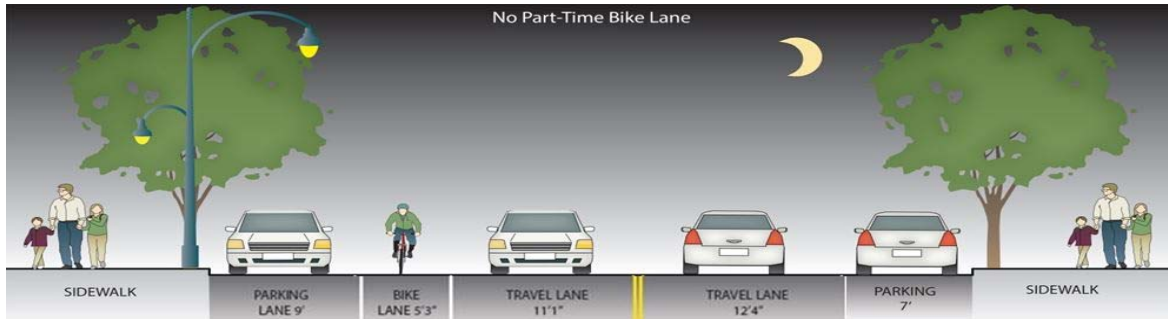 No Part-Time Bike Lane
SIDEWALK
PARKING
LANE 9'
BIKE
LANE 5'3"
TRAVEL LANE
11'1"
TRAVEL LANE
12'4"
PARKING
7'
SIDEWALK